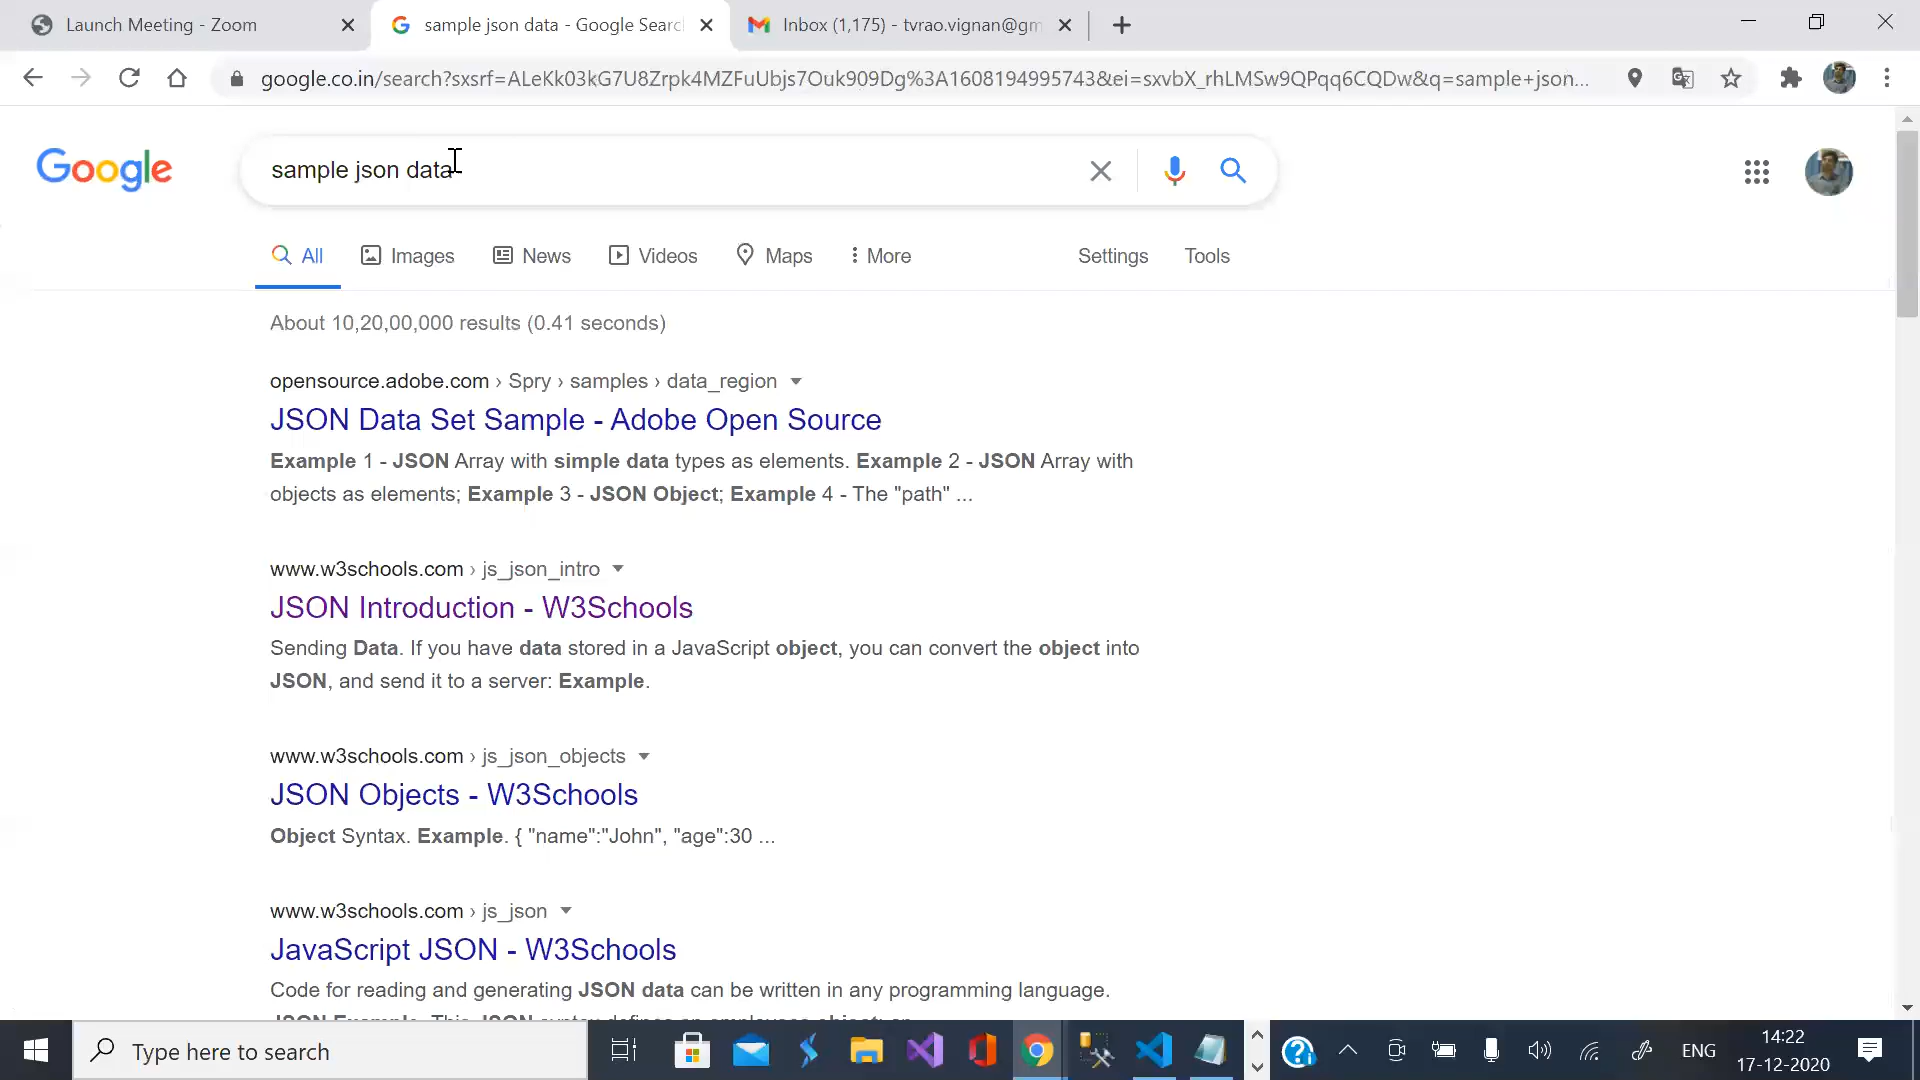 Launch Meeting - Zoom
sample json data - Google Searc
Inbox (1,175) - tvrao.vignan@gm
google.co.in/search?sxsrf=ALeKk03kG7U8Zrpk4MZFuUbjs7Ouk909Dg%3A1608194995743&ei=sxvbX_rhLMSw9QPqq6CQDw&q=sample+json...
Google
sample json data
All
Images
News
Videos
Maps
More
Settings
Tools
About 10,20,00,000 results (0.41 seconds)
opensource.adobe.com › Spry › samples › data_region
JSON Data Set Sample - Adobe Open Source
Example 1 - JSON Array with simple data types as elements. Example 2 - JSON Array with
objects as elements; Example 3 - JSON Object; Example 4 - The "path" ...
www.w3schools.com › js_json_intro
JSON Introduction - W3Schools
Sending Data. If you have data stored in a JavaScript object, you can convert the object into
JSON, and send it to a server: Example.
www.w3schools.com › js_json_objects
JSON Objects - W3Schools
Object Syntax. Example. { "name":"John", "age":30 ...
www.w3schools.com › js_json
JavaScript JSON - W3Schools
Code for reading and generating JSON data can be written in any programming language.
Type here to search
ENG
14:22
17-12-2020